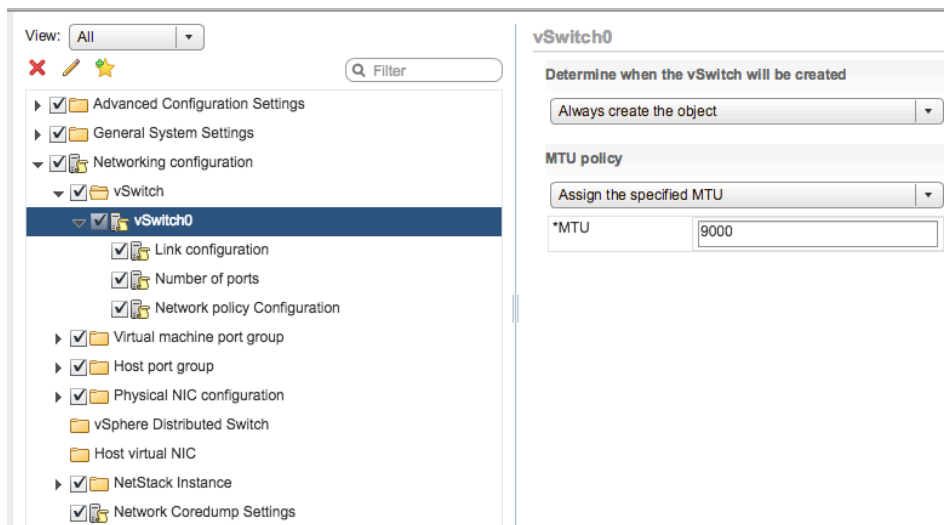 View: All
Filter
Advanced Configuration Settings
General System Settings
Networking configuration
vSwitch
vSwitch0
Link configuration
Number of ports
Network policy Configuration
Virtual machine port group
Host port group
Physical NIC configuration
vSphere Distributed Switch
Host virtual NIC
NetStack Instance
Network Coredump Settings
vSwitch0
Determine when the vSwitch will be created
Always create the object
MTU policy
Assign the specified MTU
*MTU 9000